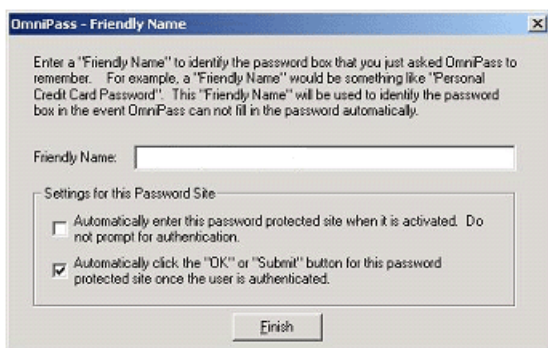 OmniPass - Friendly Name
Enter a "Friendly Name" to identify the password box that you just asked OmniPass to
remember. For example, a "Friendly Name" would be something like "Personal
Credit Card Password". This "Friendly Name" will be used to identify the password
box in the event OmniPass can not fill in the password automatically.
Friendly Name:
Settings for this Password Site
Automatically enter this password protected site when it is activated. Do
not prompt for authentication.
Automatically click the "OK" or "Submit" button for this password
protected site once the user is authenticated.
Finish